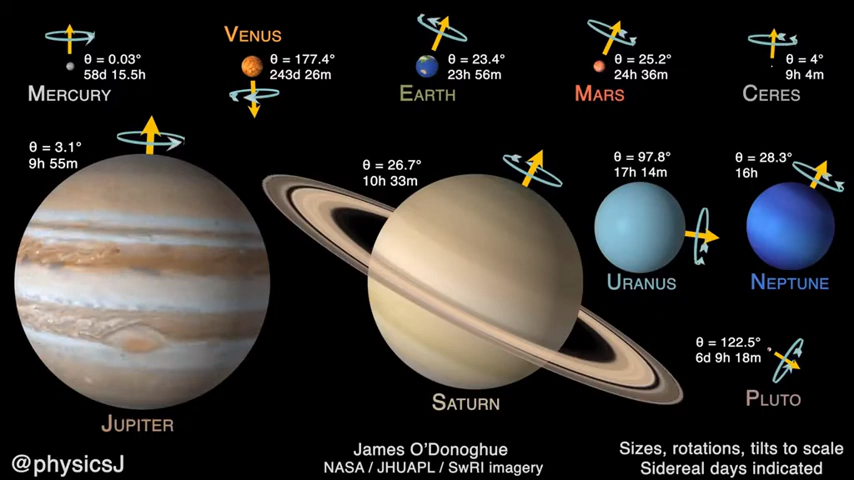 θ = 0.03°
58d 15.5h
MERCURY
VENUS
θ = 177.4°
243d 26m
θ = 23.4°
23h 56m
EARTH
θ = 25.2°
24h 36m
MARS
θ = 4°
9h 4m
CERES
θ = 3.1°
9h 55m
JUPITER
θ = 26.7°
10h 33m
SATURN
θ = 97.8°
17h 14m
URANUS
θ = 28.3°
16h
NEPTUNE
θ = 122.5°
6d 9h 18m
PLUTO
@physicsJ
James O'Donoghue
NASA / JHUAPL / SwRI imagery
Sizes, rotations, tilts to scale
Sidereal days indicated